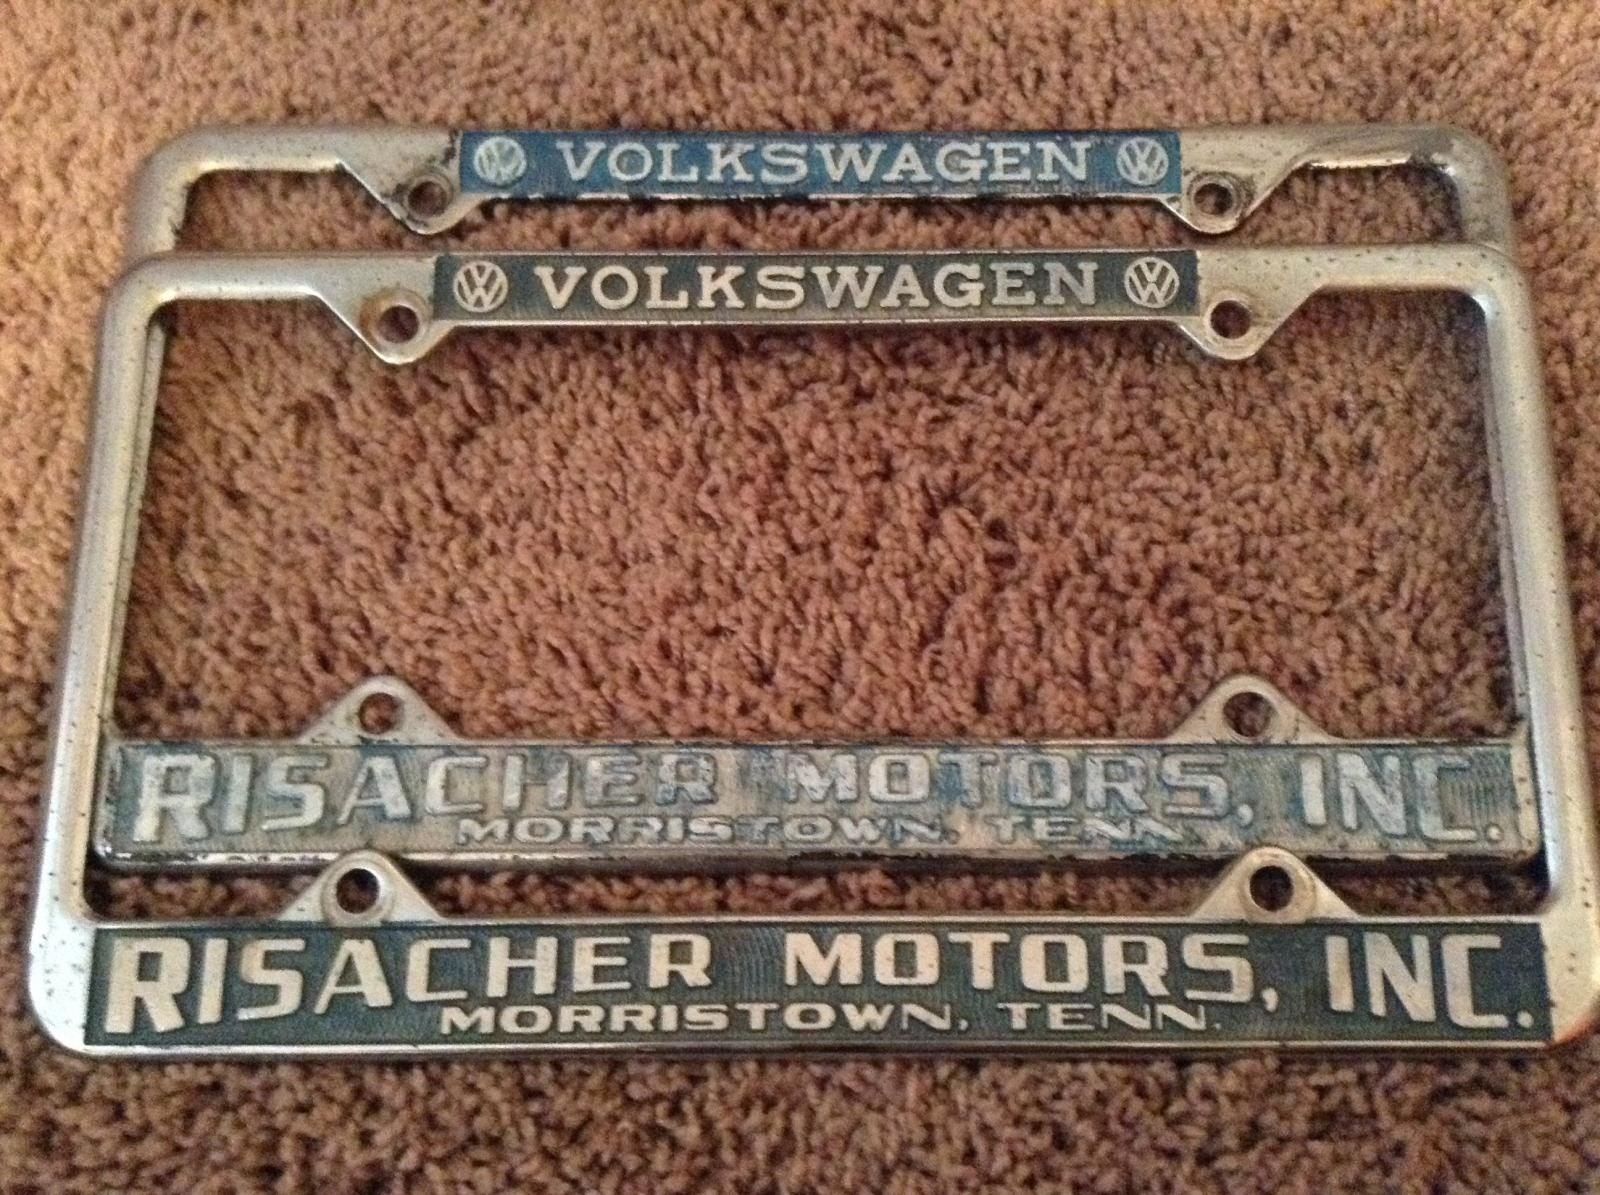 VOLKSWAGEN
VOLKSWAGEN
RISACHER MOTORS, INC.
MORRISTOWN, TENN.
RISACHER MOTORS, INC.
MORRISTOWN, TENN.